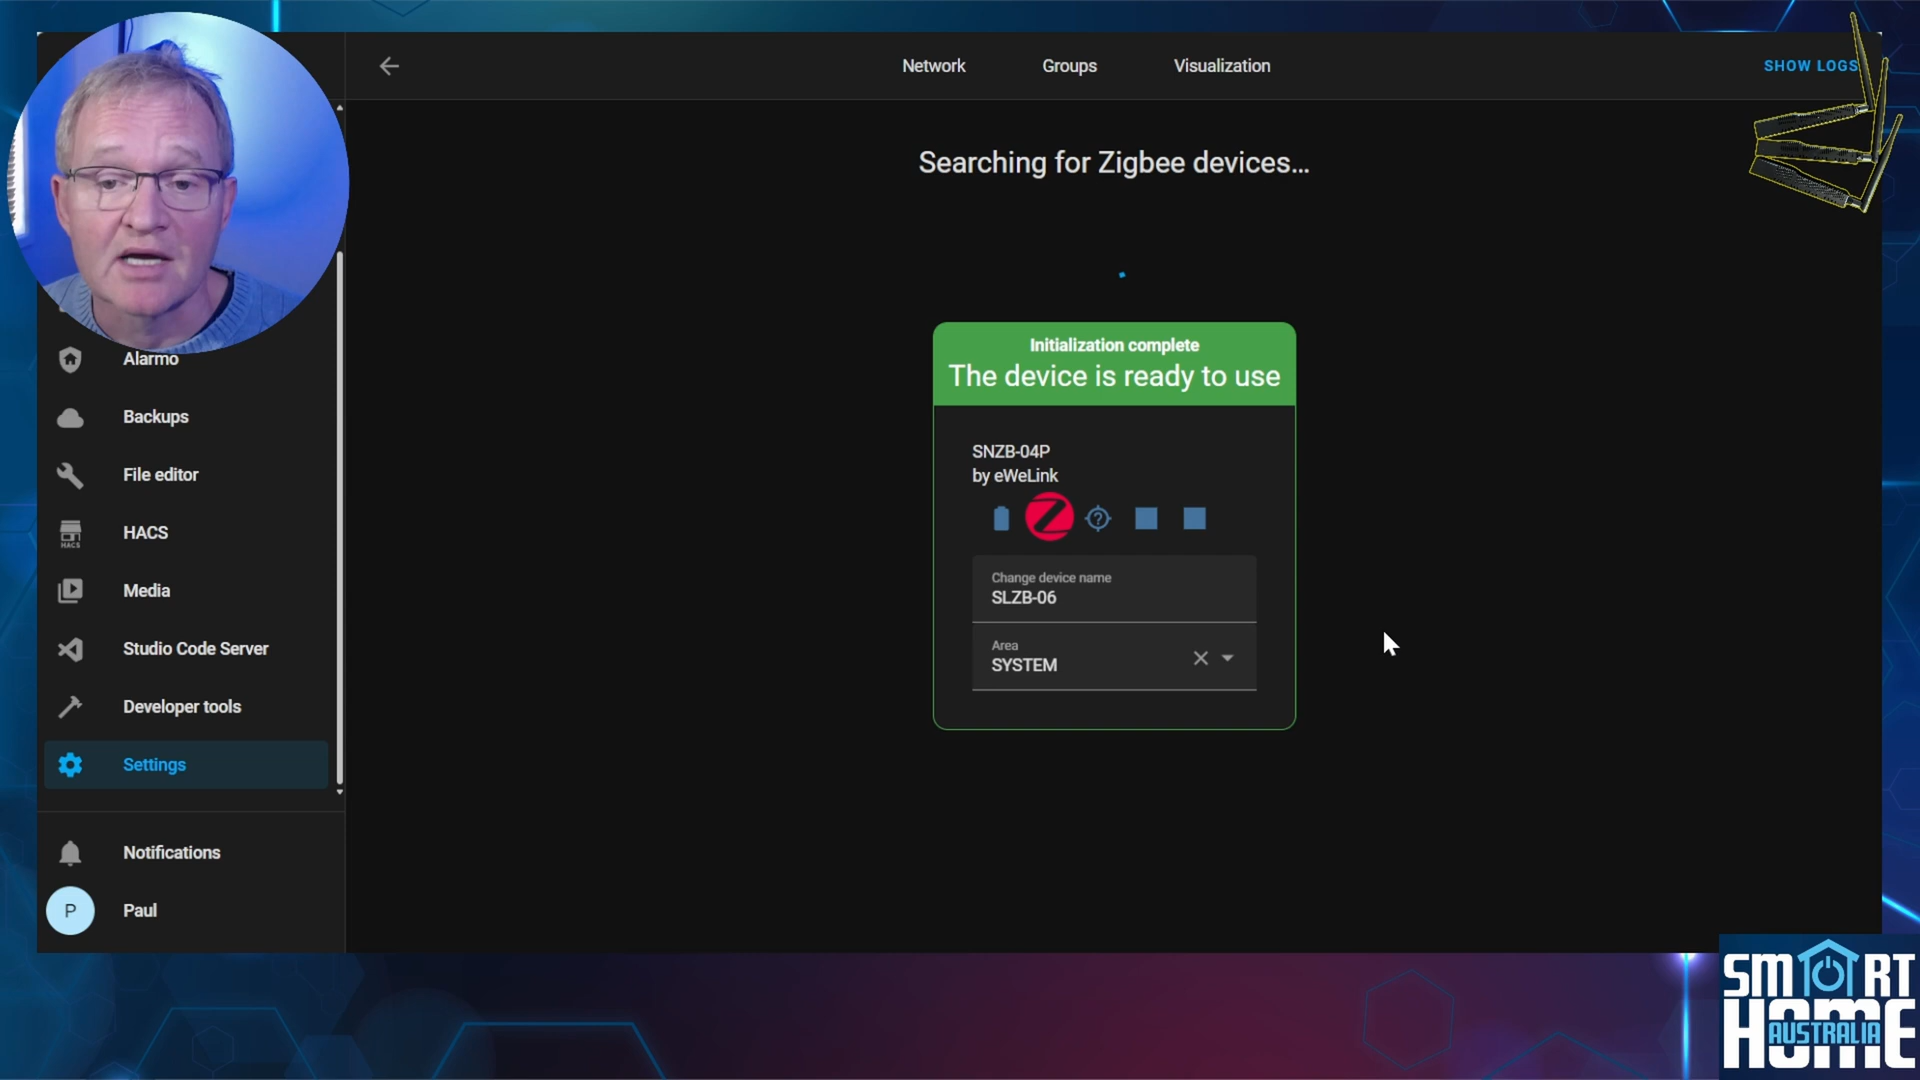 Network
Groups
Visualization
SHOW LOGS
Searching for Zigbee devices...
Initialization complete
The device is ready to use
SNZB-04P
by eWeLink
Change device name
SLZB-06
Area
SYSTEM
Alarmo
Backups
File editor
HACS
HACS
Media
Studio Code Server
Developer tools
Settings
Notifications
P
Paul
SMART
HOME
AUSTRALIA